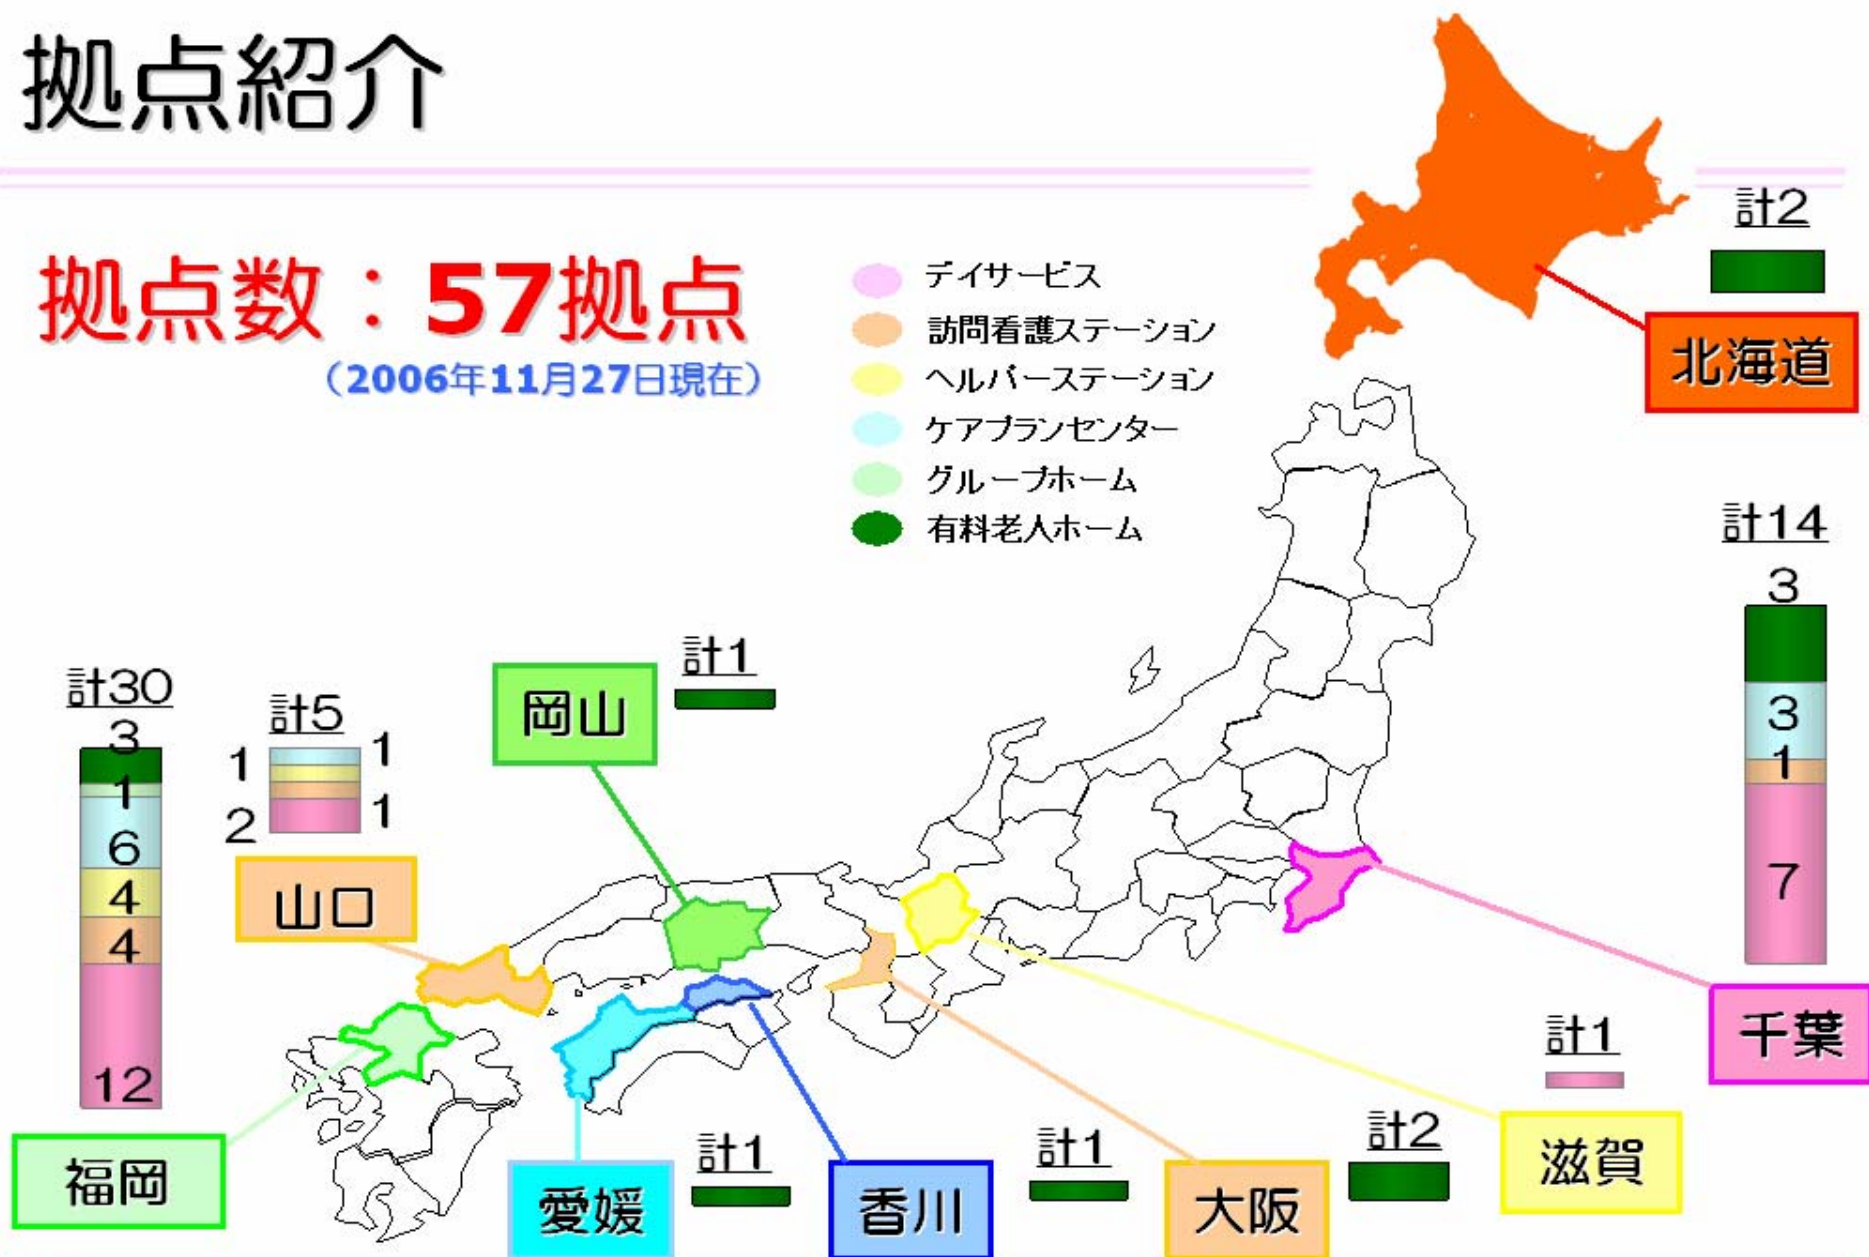 拠点紹介
拠点数：57拠点
（2006年11月27日現在）
デイサービス
訪問看護ステーション
ヘルパーステーション
ケアプランセンター
グループホーム
有料老人ホーム
計2
北海道
計14
3
3
1
7
千葉
計30
3
1
6
4
4
12
福岡
計5
1
1
2
1
山口
計1
岡山
計1
愛媛
計1
香川
計2
大阪
計1
滋賀